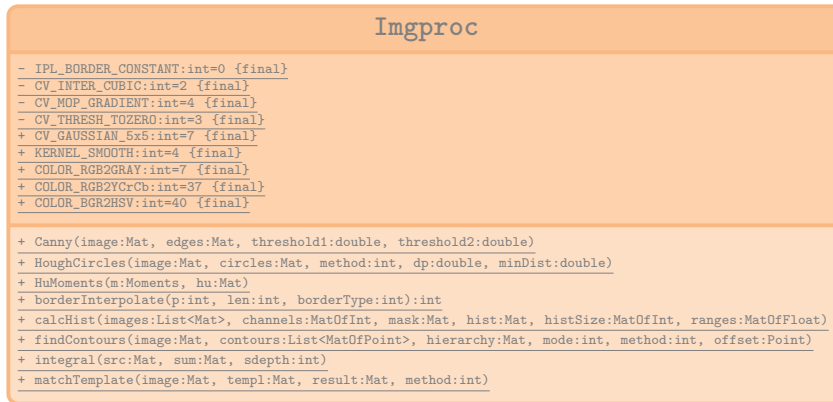 Imgproc
- IPL_BORDER_CONSTANT:int=0 {final}
- CV_INTER_CUBIC:int=2 {final}
- CV_MOP_GRADIENT:int=4 {final}
- CV_THRESH_TOZERO:int=3 {final}
+ CV_GAUSSIAN_5x5:int=7 {final}
+ KERNEL_SMOOTH:int=4 {final}
+ COLOR_RGB2GRAY:int=7 {final}
+ COLOR_RGB2YCrCb:int=37 {final}
+ COLOR_BGR2HSV:int=40 {final}
+ Canny(image:Mat, edges:Mat, threshold1:double, threshold2:double)
+ HoughCircles(image:Mat, circles:Mat, method:int, dp:double, minDist:double)
+ HuMoments(m:Moments, hu:Mat)
+ borderInterpolate(p:int, len:int, borderType:int):int
+ calcHist(images:List<Mat>, channels:MatOfInt, mask:Mat, hist:Mat, histSize:MatOfInt, ranges:MatOfFloat)
+ findContours(image:Mat, contours:List<MatOfPoint>, hierarchy:Mat, mode:int, method:int, offset:Point)
+ integral(src:Mat, sum:Mat, sdepth:int)
+ matchTemplate(image:Mat, templ:Mat, result:Mat, method:int)